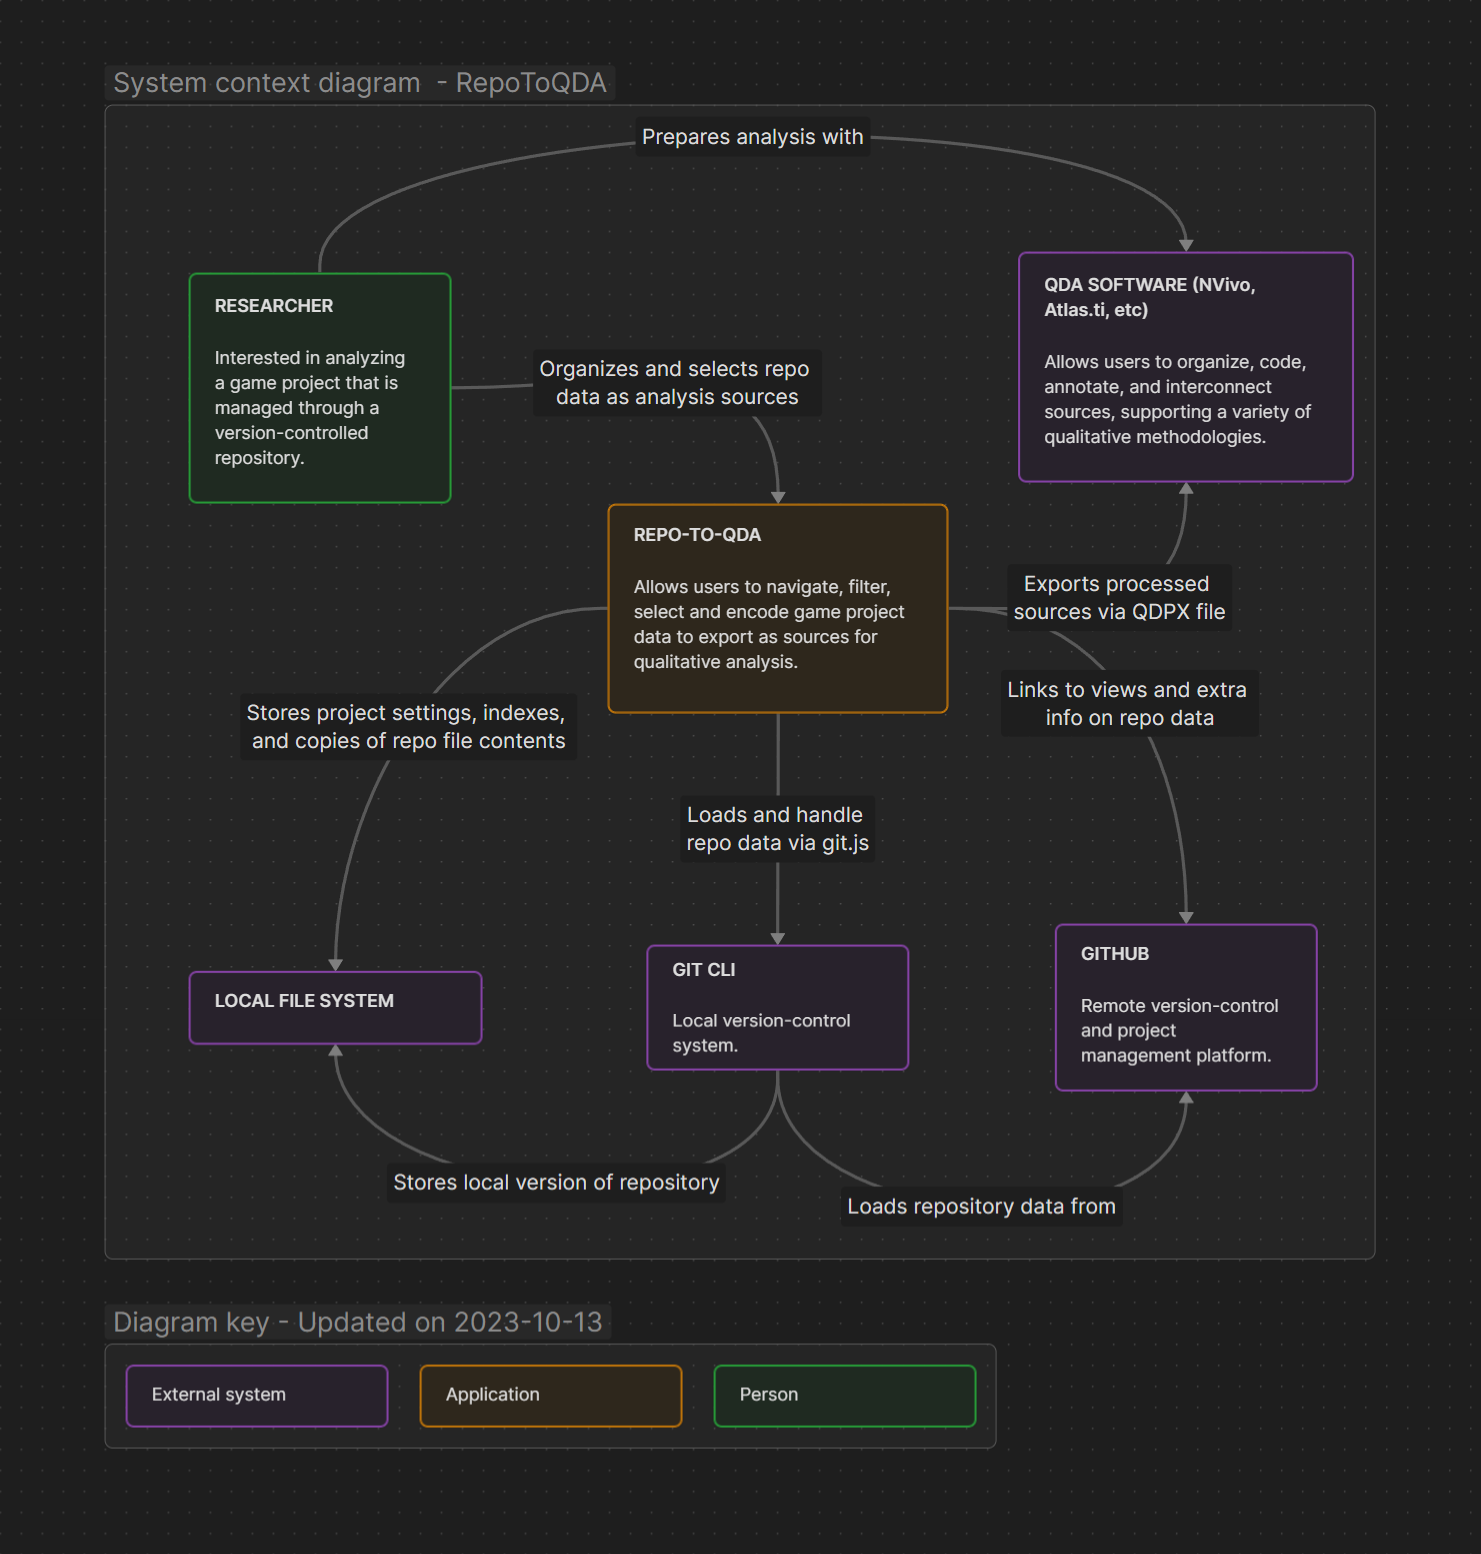 System context diagram - RepoToQDA
Prepares analysis with
RESEARCHER
Interested in analyzing
a game project that is
managed through a
version-controlled
repository.
Organizes and selects repo
data as analysis sources
QDA SOFTWARE (NVivo,
Atlas.ti, etc)
Allows users to organize, code,
annotate, and interconnect
sources, supporting a variety of
qualitative methodologies.
REPO-TO-QDA
Allows users to navigate, filter,
select and encode game project
data to export as sources for
qualitative analysis.
Exports processed
sources via QDPX file
Links to views and extra
info on repo data
Stores project settings, indexes,
and copies of repo file contents
Loads and handle
repo data via git.js
LOCAL FILE SYSTEM
GIT CLI
Local version-control
system.
GITHUB
Remote version-control
and project
management platform.
Stores local version of repository
Loads repository data from
Diagram key - Updated on 2023-10-13
External system
Application
Person